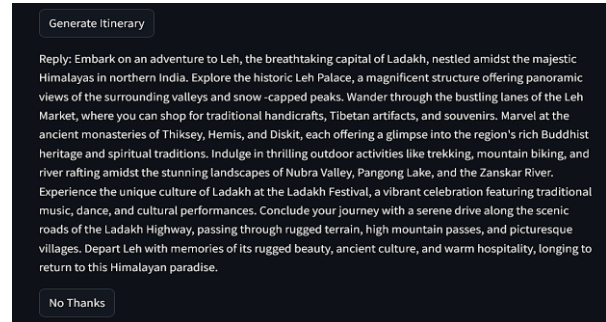 Generate Itinerary
Reply: Embark on an adventure to Leh, the breathtaking capital of Ladakh, nestled amidst the majestic
Himalayas in northern India. Explore the historic Leh Palace, a magnificent structure offering panoramic
views of the surrounding valleys and snow -capped peaks. Wander through the bustling lanes of the Leh
Market, where you can shop for traditional handicrafts, Tibetan artifacts, and souvenirs. Marvel at the
ancient monasteries of Thiksey, Hemis, and Diskit, each offering a glimpse into the region's rich Buddhist
heritage and spiritual traditions. Indulge in thrilling outdoor activities like trekking, mountain biking, and
river rafting amidst the stunning landscapes of Nubra Valley, Pangong Lake, and the Zanskar River.
Experience the unique culture of Ladakh at the Ladakh Festival, a vibrant celebration featuring traditional
music, dance, and cultural performances. Conclude your journey with a serene drive along the scenic
roads of the Ladakh Highway, passing through rugged terrain, high mountain passes, and picturesque
villages. Depart Leh with memories of its rugged beauty, ancient culture, and warm hospitality, longing to
return to this Himalayan paradise.
No Thanks